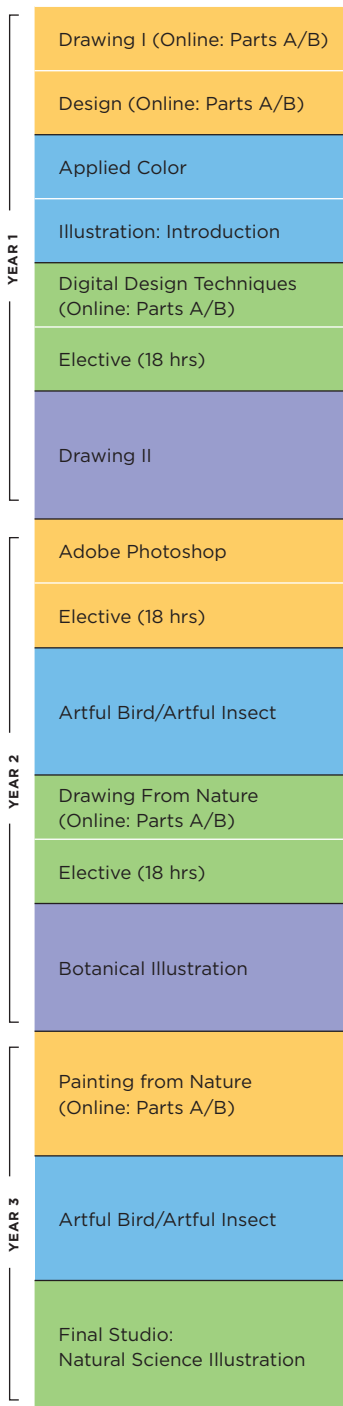 YEAR 1
Drawing I (Online: Parts A/B)
Design (Online: Parts A/B)
Applied Color
Illustration: Introduction
Digital Design Techniques
(Online: Parts A/B)
Elective (18 hrs)
Drawing II
YEAR 2
Adobe Photoshop
Elective (18 hrs)
Artful Bird/Artful Insect
Drawing From Nature
(Online: Parts A/B)
Elective (18 hrs)
Botanical Illustration
YEAR 3
Painting from Nature
(Online: Parts A/B)
Artful Bird/Artful Insect
Final Studio:
Natural Science Illustration